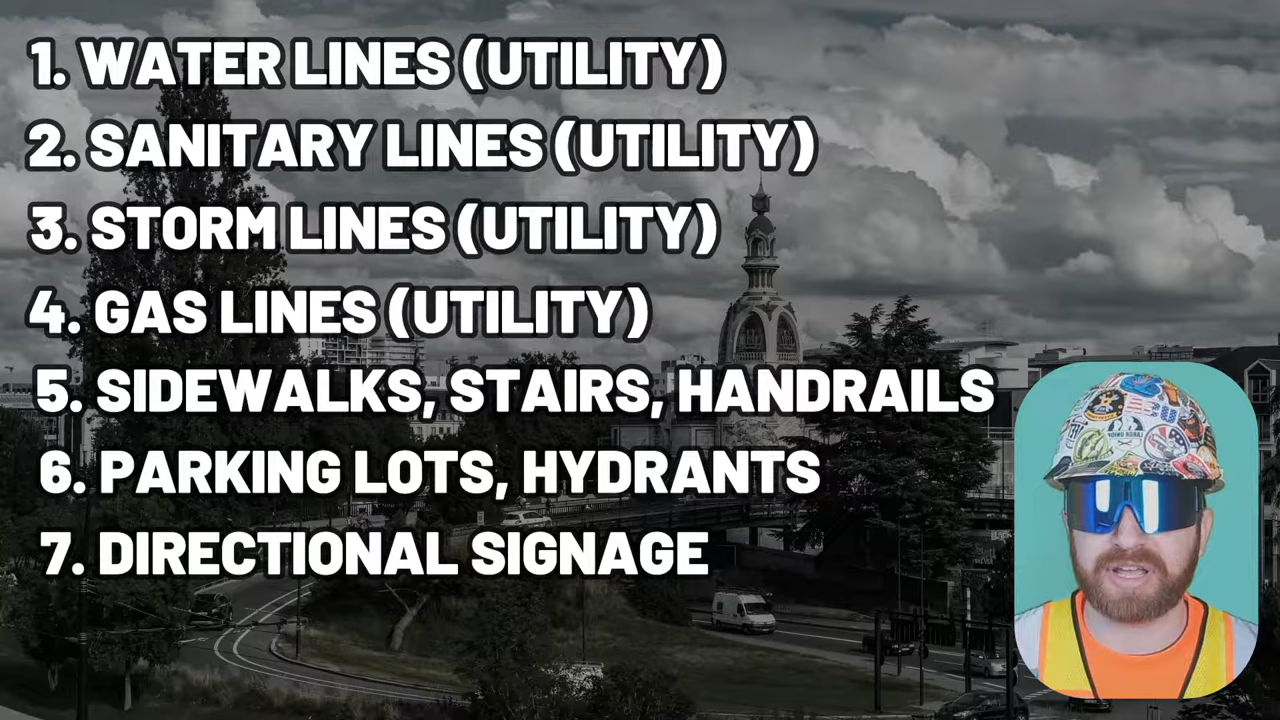 1. WATER LINES (UTILITY)
2. SANITARY LINES (UTILITY)
3. STORM LINES (UTILITY)
4. GAS LINES (UTILITY)
5. SIDEWALKS, STAIRS, HANDRAILS
6. PARKING LOTS, HYDRANTS
7. DIRECTIONAL SIGNAGE